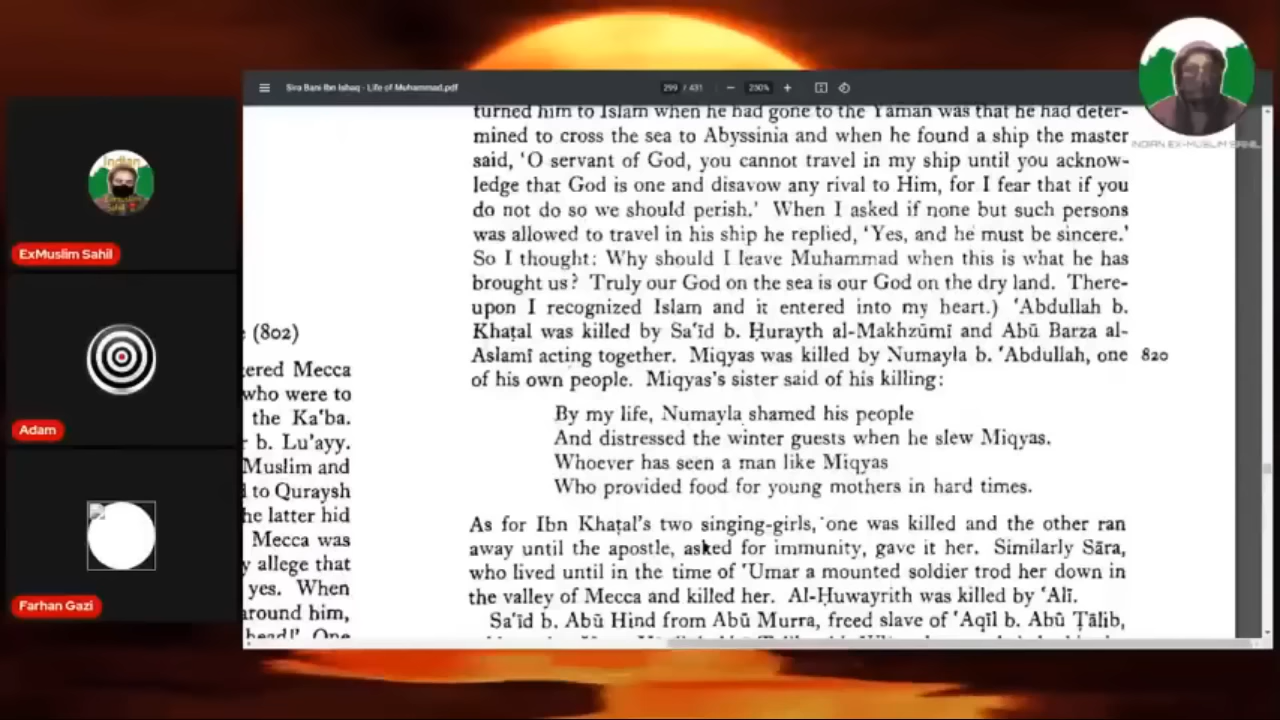 Sira Bani Ibn Ishaq - Life of Muhammad.pdf
299 / 431
200%
INDIAN EX-MUSLIM SAHIL
ExMuslim Sahil
Adam
Farhan Gazi
e (802)
tered Mecca
who were to
the Ka'ba.
r b. Lu'ayy.
Muslim and
d to Quraysh
he latter hid
Mecca was
y allege that
yes. When
around him,
head!' One
turned him to Islam when he had gone to the Yaman was that he had deter-
mined to cross the sea to Abyssinia and when he found a ship the master
said, 'O servant of God, you cannot travel in my ship until you acknow-
ledge that God is one and disavow any rival to Him, for I fear that if you
do not do so we should perish.' When I asked if none but such persons
was allowed to travel in his ship he replied, 'Yes, and he must be sincere.'
So I thought: Why should I leave Muhammad when this is what he has
brought us? Truly our God on the sea is our God on the dry land. There-
upon I recognized Islam and it entered into my heart.) 'Abdullah b.
Khaṭal was killed by Sa'īd b. Ḥurayth al-Makhzūmī and Abū Barza al-
Aslamī acting together. Miqyas was killed by Numayla b. 'Abdullah, one 820
of his own people. Miqyas's sister said of his killing:
By my life, Numayla shamed his people
And distressed the winter guests when he slew Miqyas.
Whoever has seen a man like Miqyas
Who provided food for young mothers in hard times.
As for Ibn Khaṭal's two singing-girls, one was killed and the other ran
away until the apostle, asked for immunity, gave it her. Similarly Sāra,
who lived until in the time of 'Umar a mounted soldier trod her down in
the valley of Mecca and killed her. Al-Ḥuwayrith was killed by 'Alī.
Sa'īd b. Abū Hind from Abū Murra, freed slave of 'Aqīl b. Abū Ṭālib,